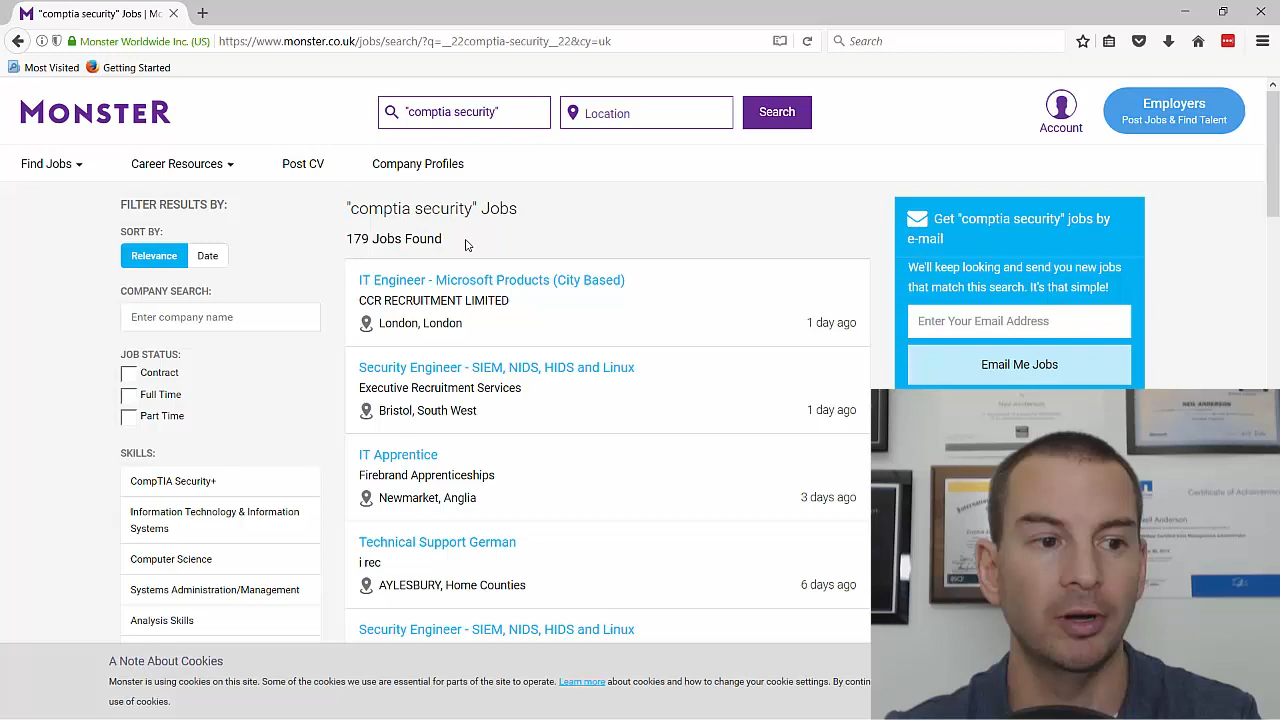 "comptia security" Jobs | Mo
Monster Worldwide Inc. (US)
https://www.monster.co.uk/jobs/search/?q=__22comptia-security__22&cy=uk
Search
Most Visited
Getting Started
MONSTER
"comptia security"
Location
Search
Account
Employers
Post Jobs & Find Talent
Find Jobs
Career Resources
Post CV
Company Profiles
FILTER RESULTS BY:
SORT BY:
Relevance
Date
COMPANY SEARCH:
Enter company name
JOB STATUS:
Contract
Full Time
Part Time
SKILLS:
CompTIA Security+
Information Technology & Information
Systems
Computer Science
Systems Administration/Management
Analysis Skills
"comptia security" Jobs
179 Jobs Found
IT Engineer - Microsoft Products (City Based)
CCR RECRUITMENT LIMITED
London, London
1 day ago
Security Engineer - SIEM, NIDS, HIDS and Linux
Executive Recruitment Services
Bristol, South West
1 day ago
IT Apprentice
Firebrand Apprenticeships
Newmarket, Anglia
3 days ago
Technical Support German
i rec
AYLESBURY, Home Counties
6 days ago
Security Engineer - SIEM, NIDS, HIDS and Linux
Get "comptia security" jobs by
e-mail
We'll keep looking and send you new jobs
that match this search. It's that simple!
Enter Your Email Address
Email Me Jobs
A Note About Cookies
Monster is using cookies on this site. Some of the cookies we use are essential for parts of the site to operate. Learn more about cookies and how to change your cookie settings. By contin
use of cookies.
NEIL ANDERSON
Certificate of Achievement
Neil Anderson